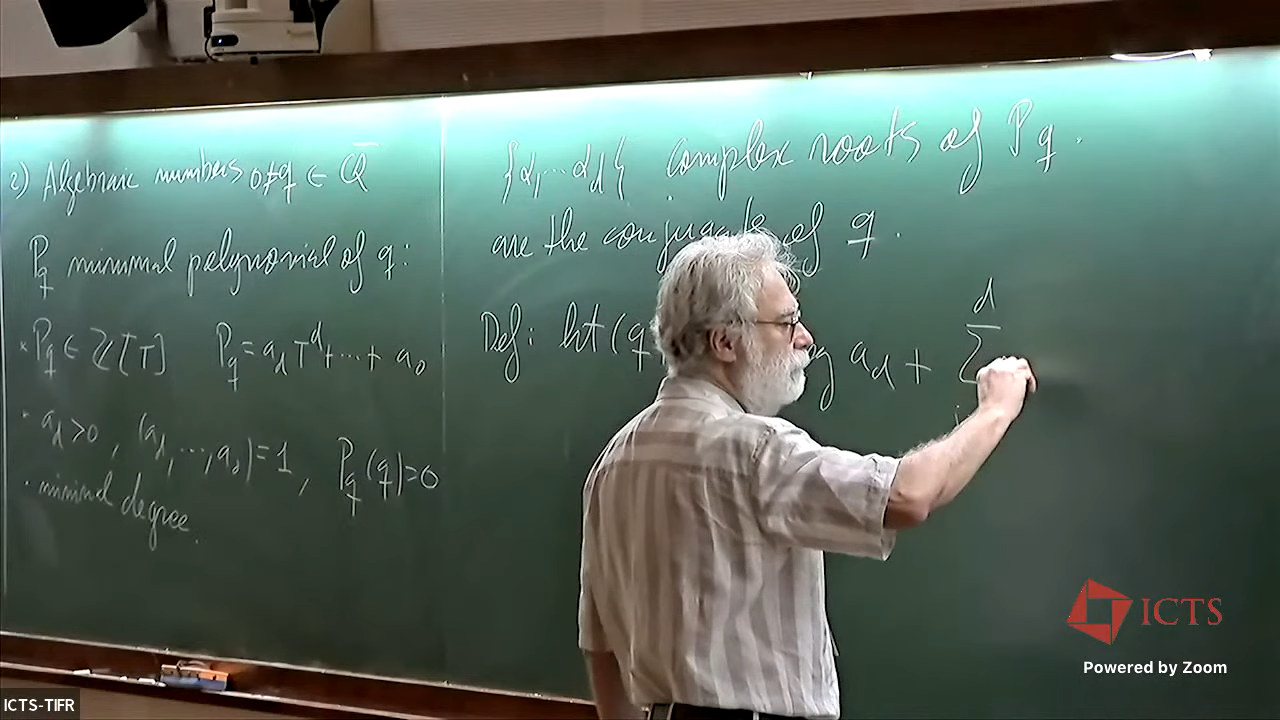 2) Algebraic numbers 0≠q ∈ Q̄
P_q minimal polynomial of q:
* P_q ∈ Z[T] P_q = a_d T^d + ... + a_0
* a_d > 0, (a_d, ..., a_0) = 1, P_q(q) = 0
· minimal degree.
{α_1, ... α_d} complex roots of P_q.
are the conjugates of q.
Def: ht(q a_d + d Σ
ICTS
Powered by Zoom
ICTS-TIFR